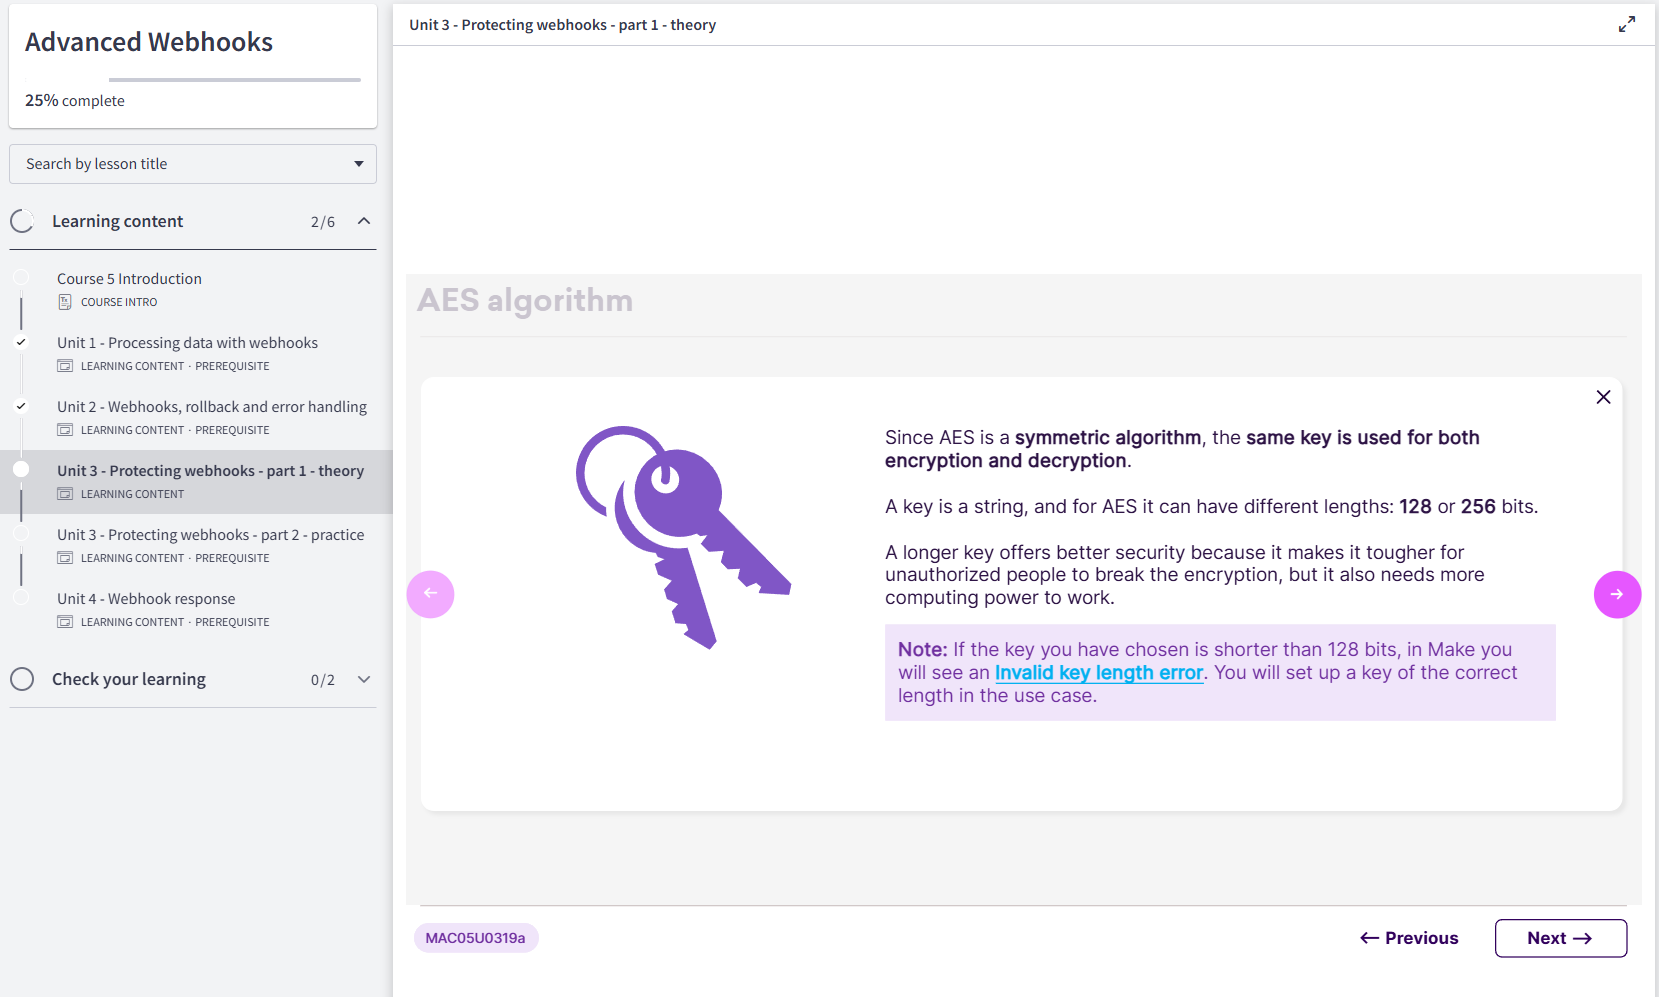 Advanced Webhooks
25% complete
Search by lesson title
Learning content 2/6
Course 5 Introduction
COURSE INTRO
Unit 1 - Processing data with webhooks
LEARNING CONTENT · PREREQUISITE
Unit 2 - Webhooks, rollback and error handling
LEARNING CONTENT · PREREQUISITE
Unit 3 - Protecting webhooks - part 1 - theory
LEARNING CONTENT
Unit 3 - Protecting webhooks - part 2 - practice
LEARNING CONTENT · PREREQUISITE
Unit 4 - Webhook response
LEARNING CONTENT · PREREQUISITE
Check your learning 0/2
Unit 3 - Protecting webhooks - part 1 - theory
AES algorithm
Since AES is a symmetric algorithm, the same key is used for both
encryption and decryption.
A key is a string, and for AES it can have different lengths: 128 or 256 bits.
A longer key offers better security because it makes it tougher for
unauthorized people to break the encryption, but it also needs more
computing power to work.
Note: If the key you have chosen is shorter than 128 bits, in Make you
will see an Invalid key length error. You will set up a key of the correct
length in the use case.
MAC05U0319a
← Previous
Next →